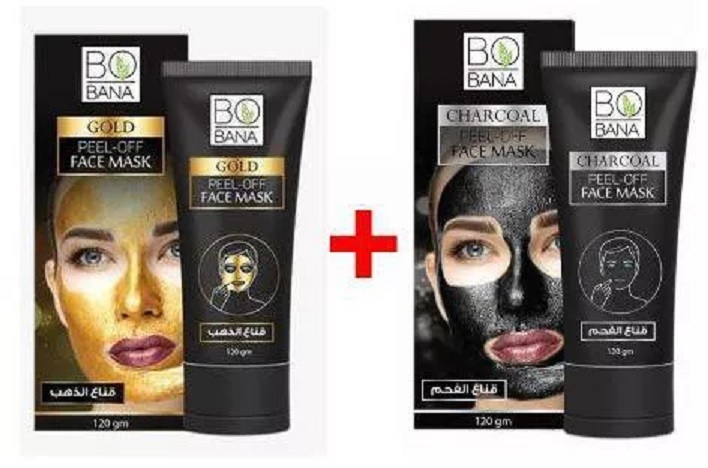 BO
BANA
GOLD
PEEL-OFF
FACE MASK
قناع الذهب
120 gm
BO
BANA
GOLD
PEEL-OFF
FACE MASK
قناع الذهب
120 gm
+
BO
BANA
CHARCOAL
PEEL-OFF
FACE MASK
قناع الفحم
120 gm
BO
BANA
CHARCOAL
PEEL-OFF
FACE MASK
قناع الفحم
120 gm